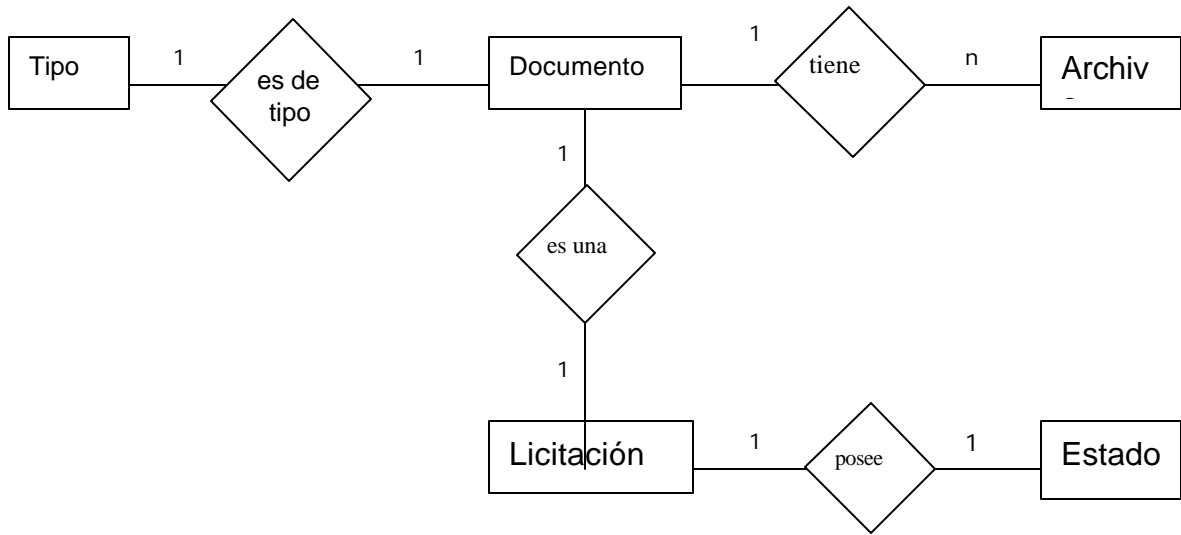 Tipo
1
es de
tipo
1
Documento
1
tiene
n
Archiv
1
es una
1
Licitación
1
posee
1
Estado